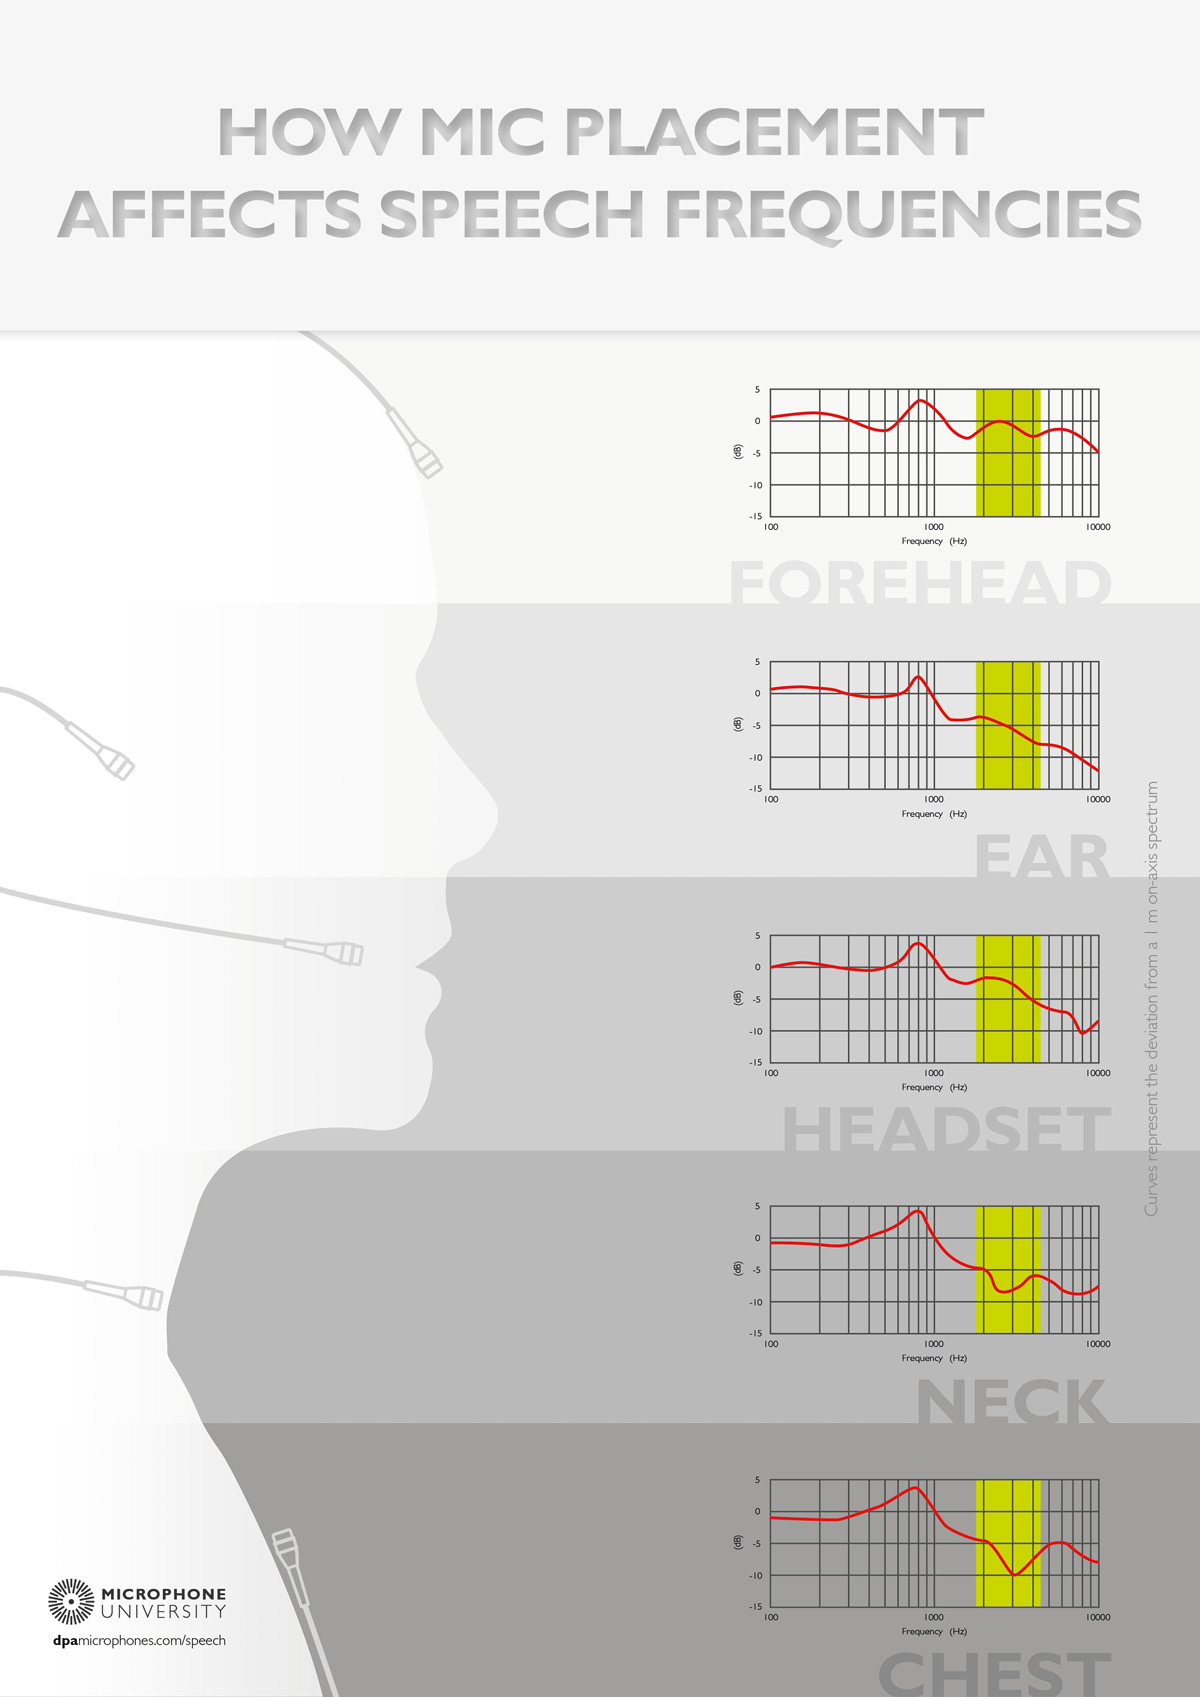 HOW MIC PLACEMENT
AFFECTS SPEECH FREQUENCIES
5
0
-5
-10
-15
(dB)
100 1000 10000
Frequency (Hz)
FOREHEAD
5
0
-5
-10
-15
(dB)
100 1000 10000
Frequency (Hz)
EAR
5
0
-5
-10
-15
(dB)
100 1000 10000
Frequency (Hz)
HEADSET
5
0
-5
-10
-15
(dB)
100 1000 10000
Frequency (Hz)
NECK
5
0
-5
-10
-15
(dB)
100 1000 10000
Frequency (Hz)
CHEST
Curves represent the deviation from a 1 m on-axis spectrum
MICROPHONE
UNIVERSITY
dpamicrophones.com/speech